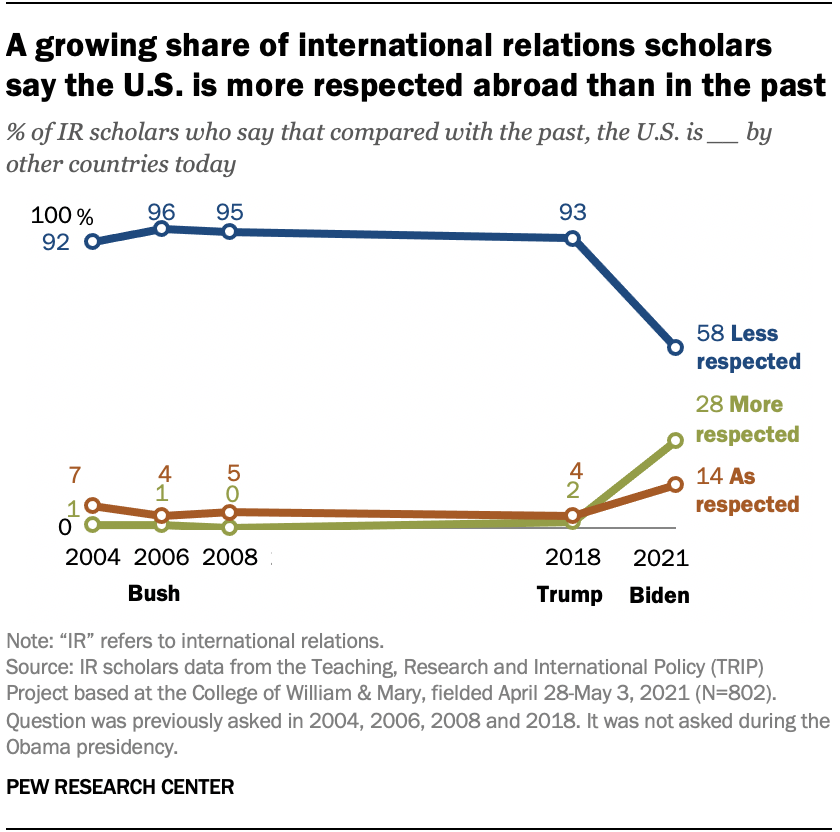 A growing share of international relations scholars
say the U.S. is more respected abroad than in the past
% of IR scholars who say that compared with the past, the U.S. is __ by
other countries today
100 %
92
96
95
93
58 Less
respected
28 More
respected
14 As
respected
7
4
5
4
1
1
0
2
0
2004 2006 2008 2018 2021
Bush Trump Biden
Note: “IR” refers to international relations.
Source: IR scholars data from the Teaching, Research and International Policy (TRIP)
Project based at the College of William & Mary, fielded April 28-May 3, 2021 (N=802).
Question was previously asked in 2004, 2006, 2008 and 2018. It was not asked during the
Obama presidency.
PEW RESEARCH CENTER